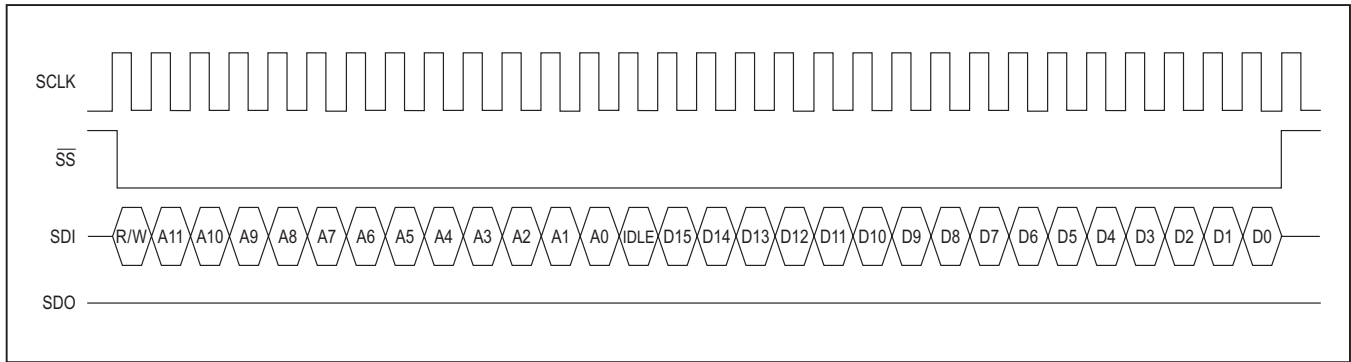 SCLK
SS
SDI R/W A11 A10 A9 A8 A7 A6 A5 A4 A3 A2 A1 A0 IDLE D15 D14 D13 D12 D11 D10 D9 D8 D7 D6 D5 D4 D3 D2 D1 D0
SDO